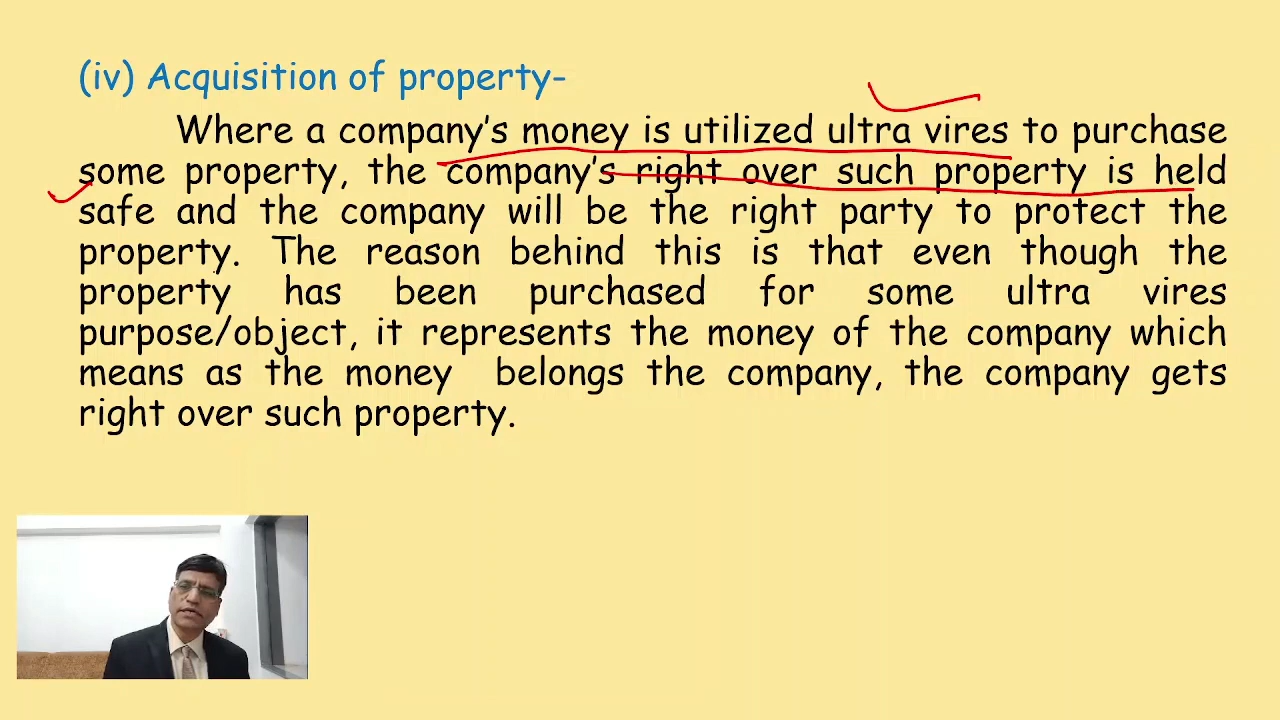 (iv) Acquisition of property-
Where a company's money is utilized ultra vires to purchase
some property, the company's right over such property is held
safe and the company will be the right party to protect the
property. The reason behind this is that even though the
property has been purchased for some ultra vires
purpose/object, it represents the money of the company which
means as the money belongs the company, the company gets
right over such property.